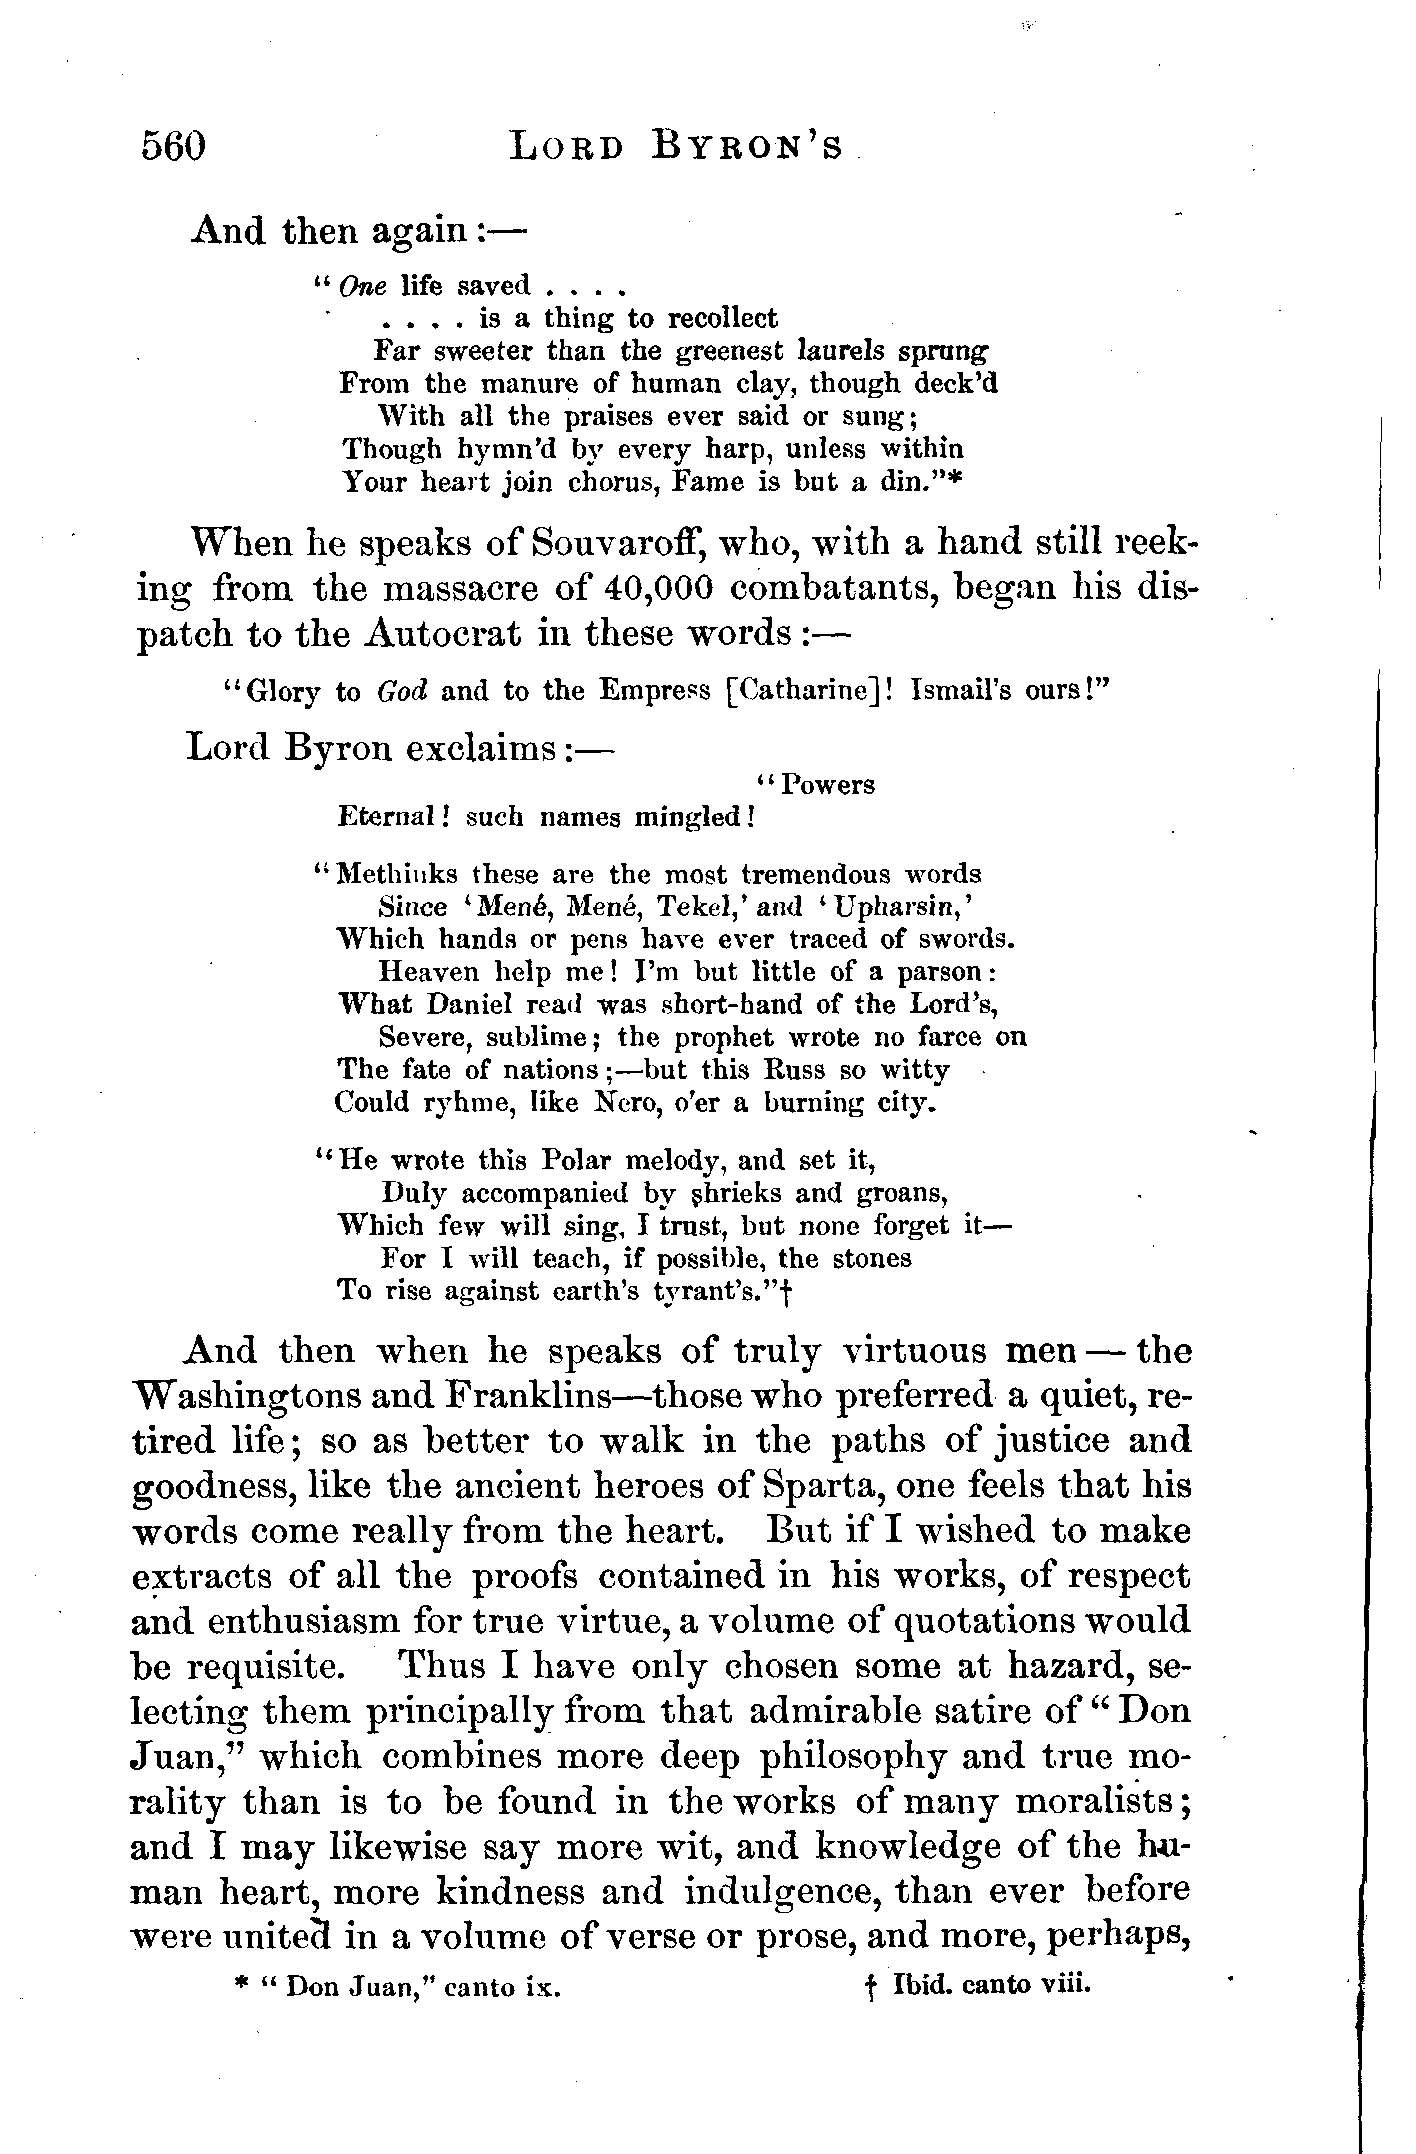 560 LORD BYRON'S
And then again:—
"One life saved . . . .
. . . . is a thing to recollect
Far sweeter than the greenest laurels sprung
From the manure of human clay, though deck'd
With all the praises ever said or sung;
Though hymn'd by every harp, unless within
Your heart join chorus, Fame is but a din."*
When he speaks of Souvaroff, who, with a hand still reek-
ing from the massacre of 40,000 combatants, began his dis-
patch to the Autocrat in these words:—
"Glory to God and to the Empress [Catharine]! Ismail's ours!"
Lord Byron exclaims:—
"Powers
Eternal! such names mingled!
"Methinks these are the most tremendous words
Since 'Mené, Mené, Tekel,' and 'Upharsin,'
Which hands or pens have ever traced of swords.
Heaven help me! I'm but little of a parson:
What Daniel read was short-hand of the Lord's,
Severe, sublime; the prophet wrote no farce on
The fate of nations;—but this Russ so witty
Could ryhme, like Nero, o'er a burning city.
"He wrote this Polar melody, and set it,
Duly accompanied by shrieks and groans,
Which few will sing, I trust, but none forget it—
For I will teach, if possible, the stones
To rise against earth's tyrant's."†
And then when he speaks of truly virtuous men — the
Washingtons and Franklins—those who preferred a quiet, re-
tired life; so as better to walk in the paths of justice and
goodness, like the ancient heroes of Sparta, one feels that his
words come really from the heart. But if I wished to make
extracts of all the proofs contained in his works, of respect
and enthusiasm for true virtue, a volume of quotations would
be requisite. Thus I have only chosen some at hazard, se-
lecting them principally from that admirable satire of "Don
Juan," which combines more deep philosophy and true mo-
rality than is to be found in the works of many moralists;
and I may likewise say more wit, and knowledge of the hu-
man heart, more kindness and indulgence, than ever before
were united in a volume of verse or prose, and more, perhaps,
* "Don Juan," canto ix. † Ibid. canto viii.